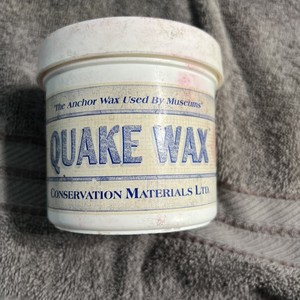 "The Anchor Wax Used By Museums"
QUAKE WAX
CONSERVATION MATERIALS LTD.